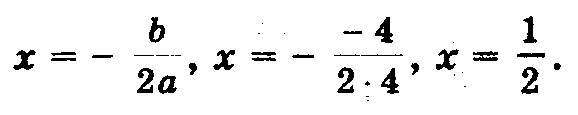 x = − b/2a, x = − −4/2·4, x = 1/2.